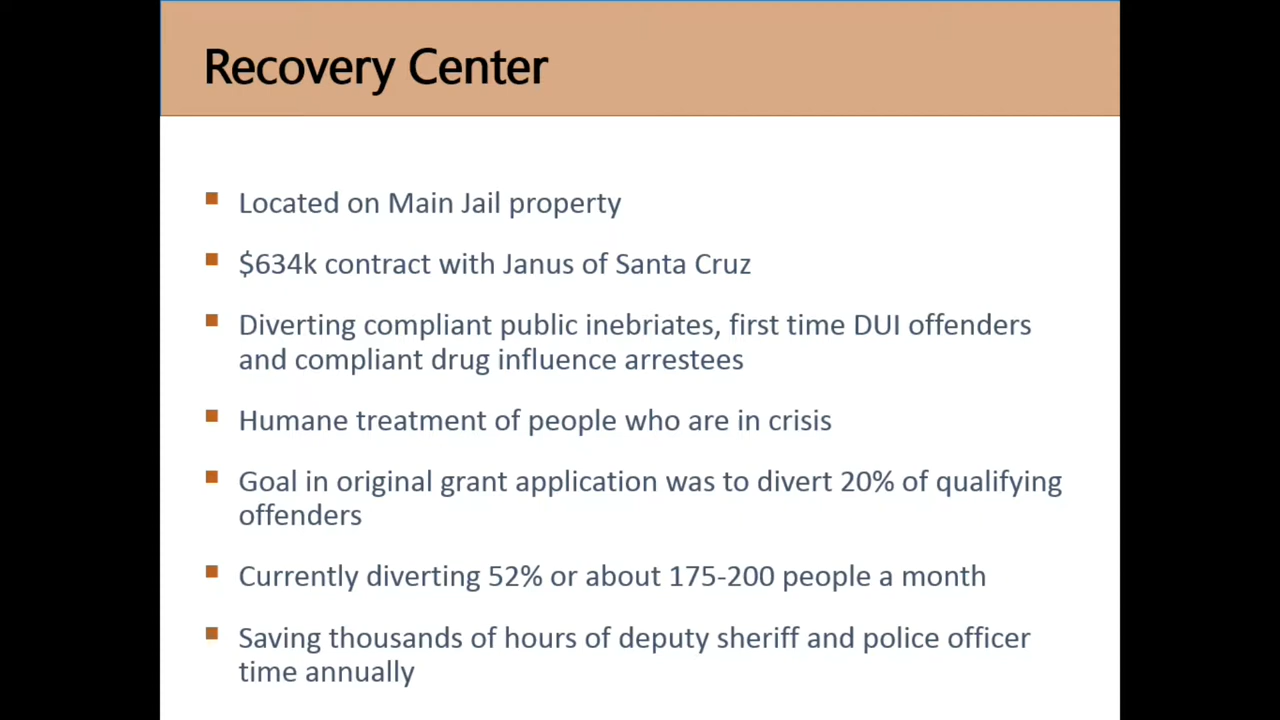 Recovery Center
Located on Main Jail property
$634k contract with Janus of Santa Cruz
Diverting compliant public inebriates, first time DUI offenders
and compliant drug influence arrestees
Humane treatment of people who are in crisis
Goal in original grant application was to divert 20% of qualifying
offenders
Currently diverting 52% or about 175-200 people a month
Saving thousands of hours of deputy sheriff and police officer
time annually